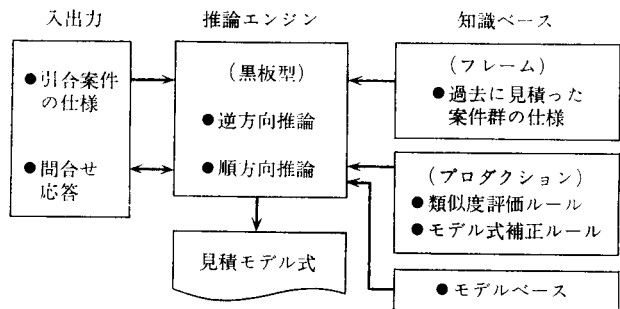 入出力
推論エンジン
知識ベース
●引合案件
の仕様
●問合せ
応答
(黒板型)
●逆方向推論
●順方向推論
見積モデル式
(フレーム)
●過去に見積った
案件群の仕様
(プロダクション)
●類似度評価ルール
●モデル式補正ルール
●モデルベース